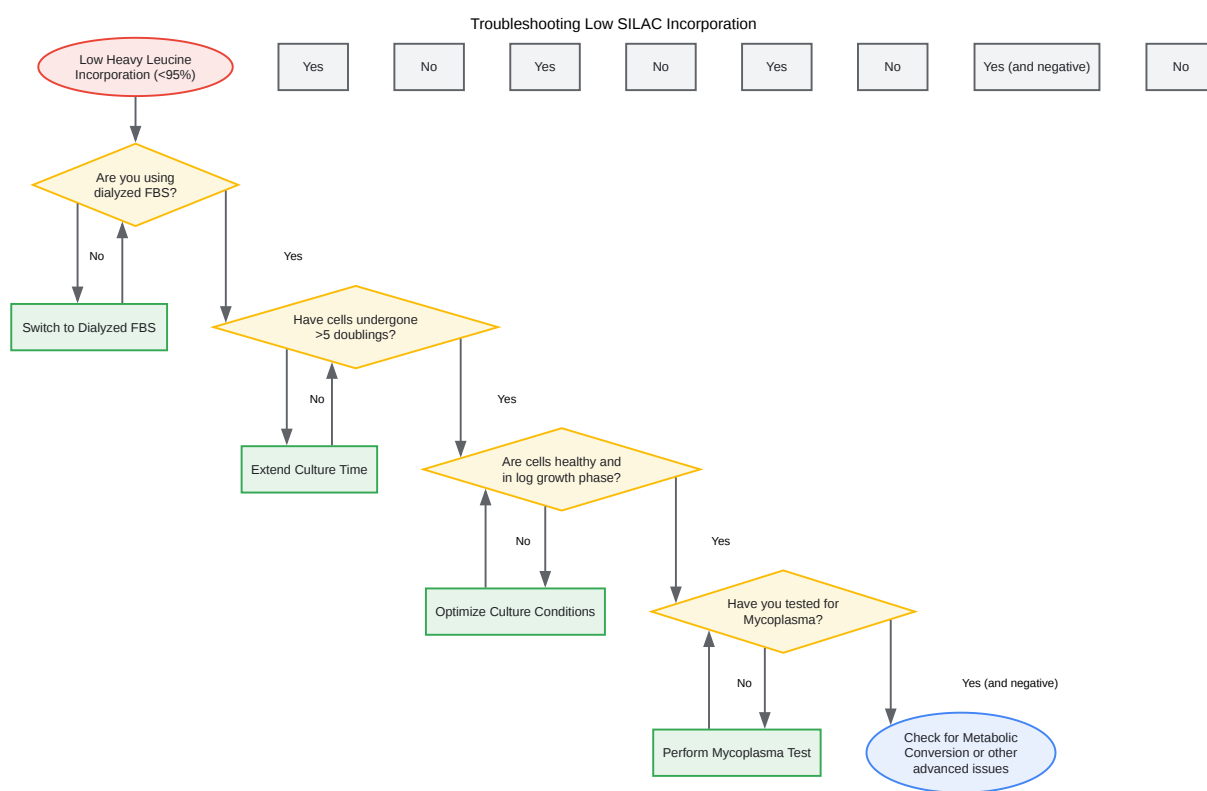 Troubleshooting Low SILAC Incorporation
Low Heavy Leucine
Incorporation (<95%)
Yes
No
Yes
No
Yes
No
Yes (and negative)
No
Are you using
dialyzed FBS?
No
Yes
Switch to Dialyzed FBS
Have cells undergone
>5 doublings?
No
Yes
Extend Culture Time
Are cells healthy and
in log growth phase?
No
Yes
Optimize Culture Conditions
Have you tested for
Mycoplasma?
No
Yes (and negative)
Perform Mycoplasma Test
Check for Metabolic
Conversion or other
advanced issues